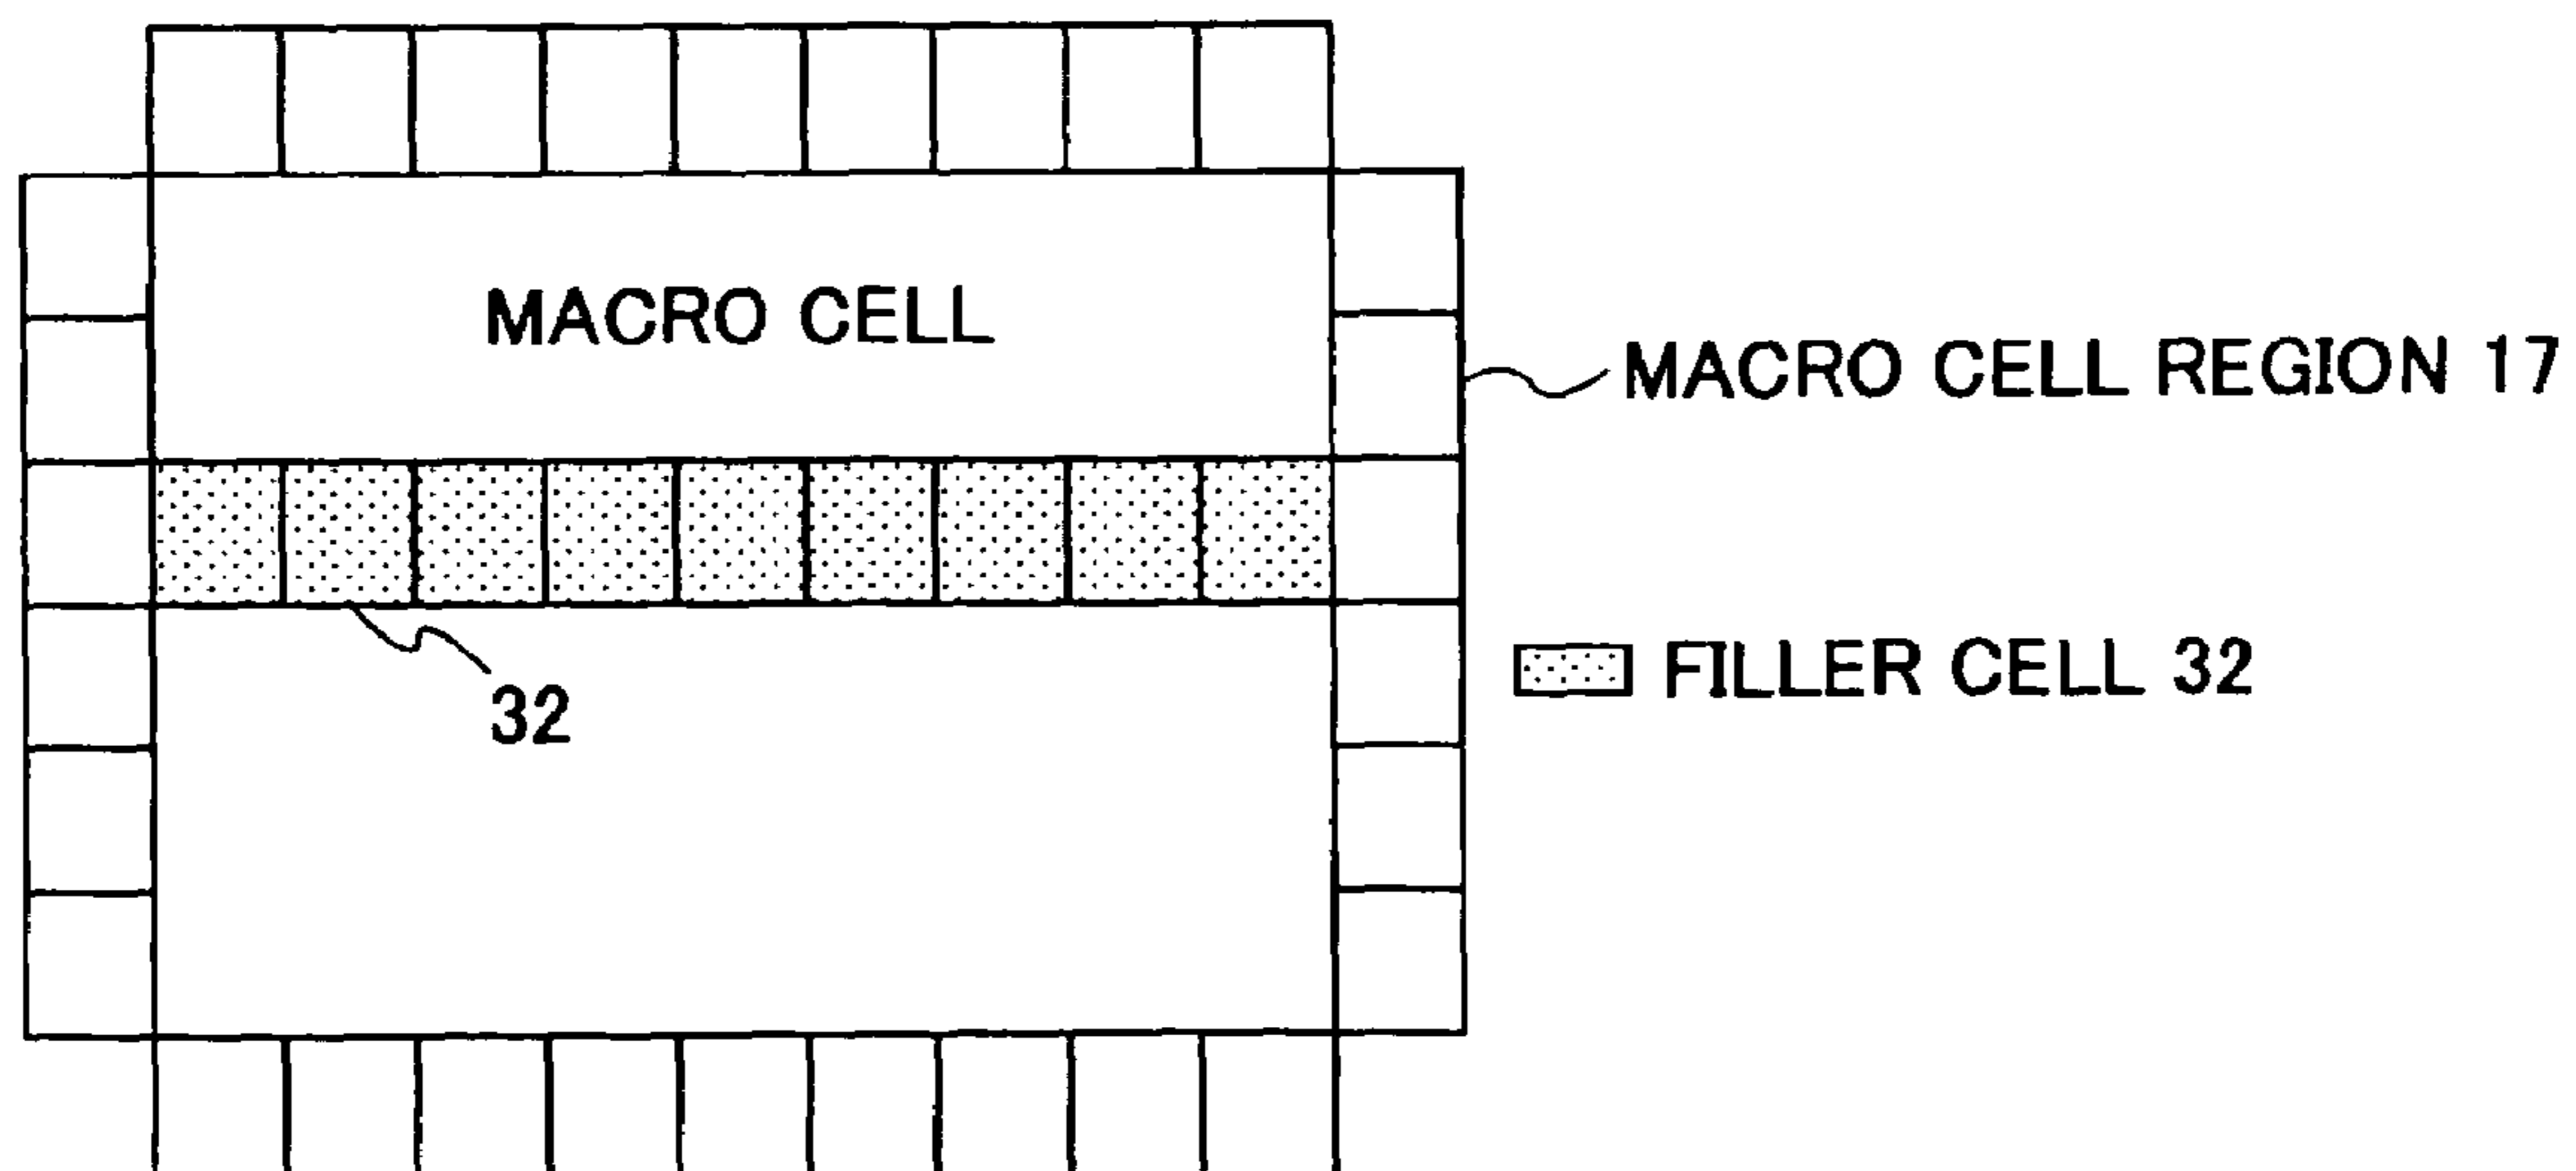 MACRO CELL
MACRO CELL REGION 17
FILLER CELL 32
32